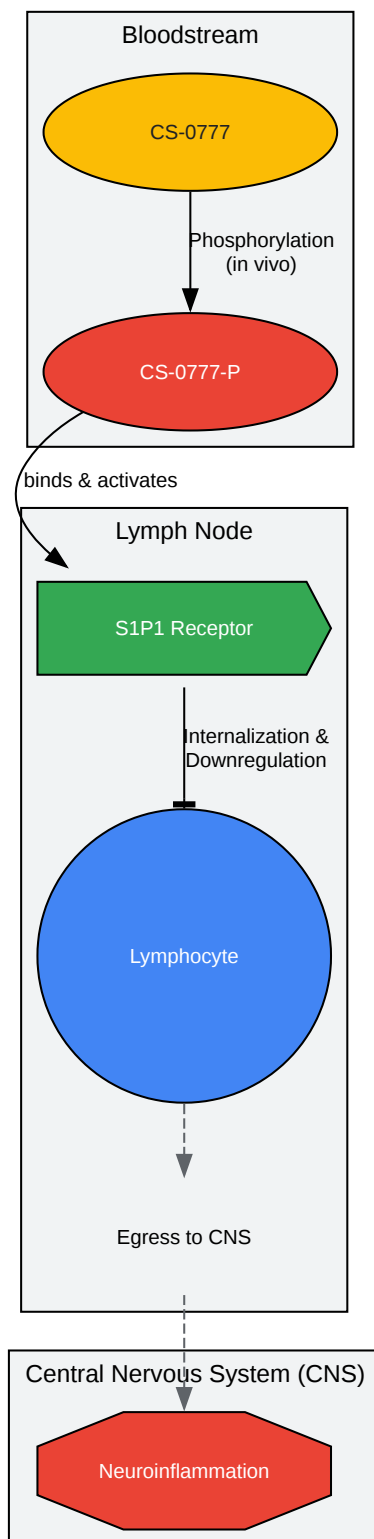 Bloodstream
CS-0777
Phosphorylation
(in vivo)
CS-0777-P
binds & activates
Lymph Node
S1P1 Receptor
Internalization &
Downregulation
Lymphocyte
Egress to CNS
Central Nervous System (CNS)
Neuroinflammation